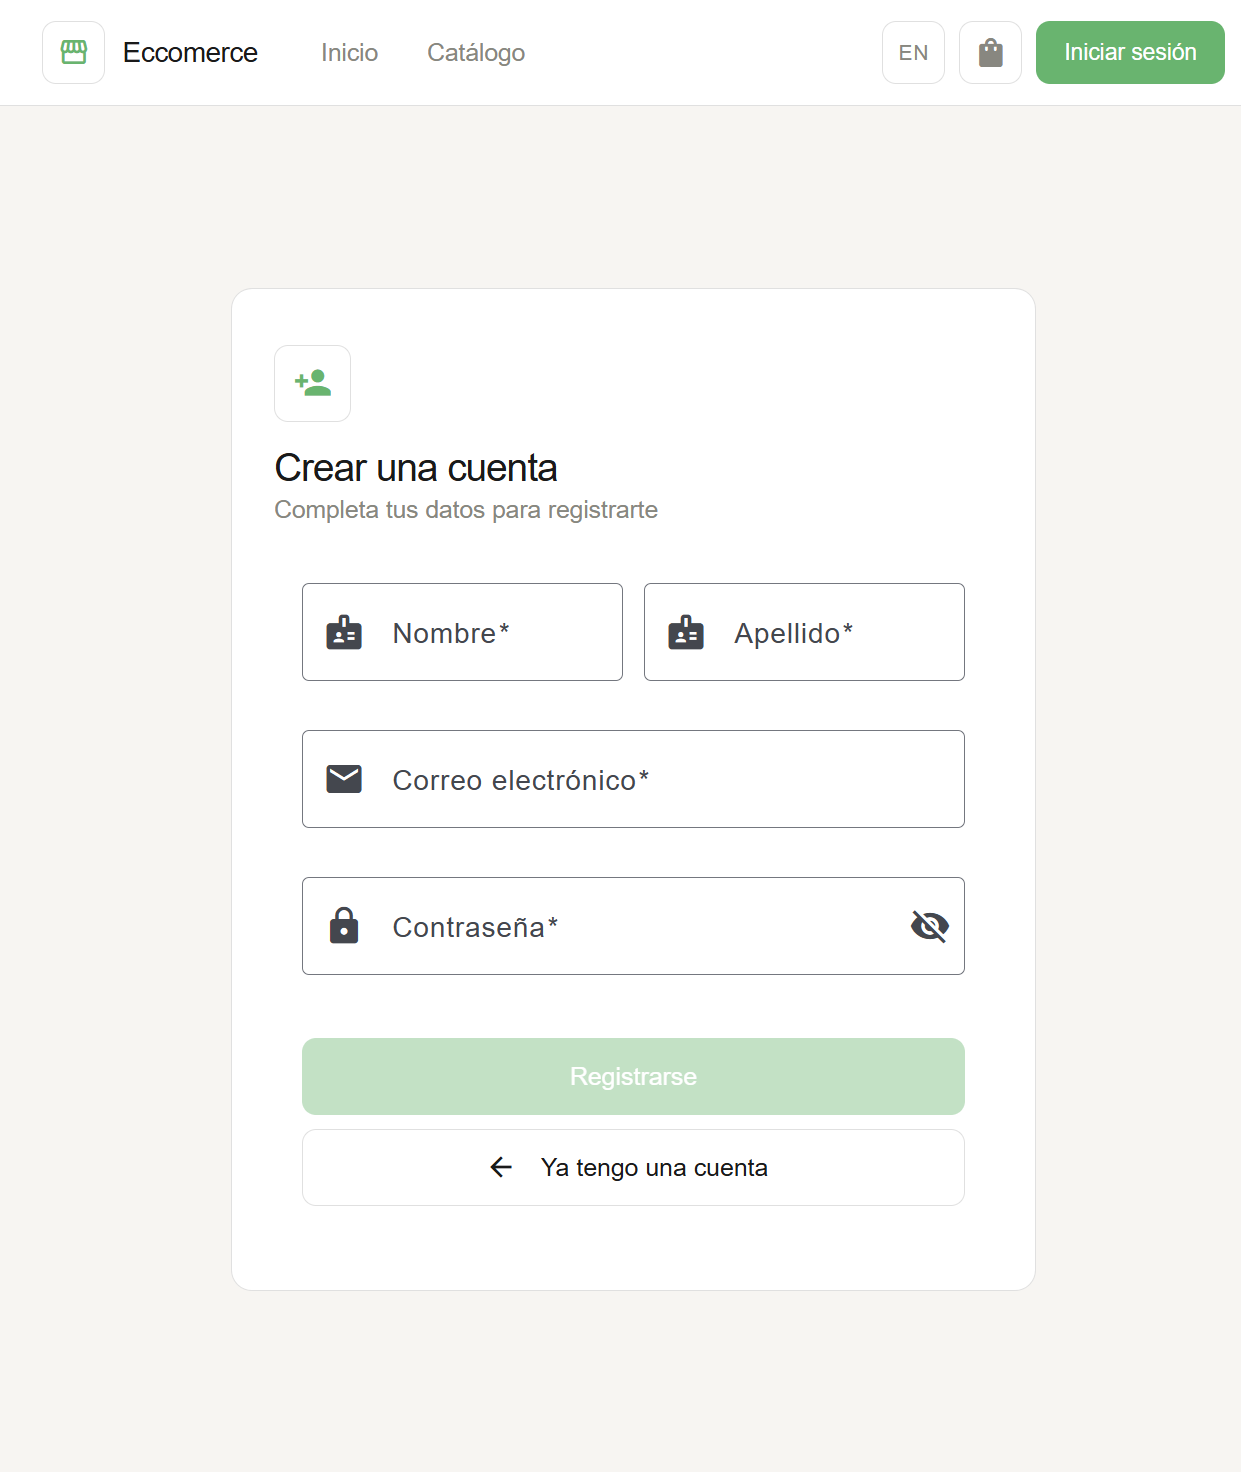 Eccomerce
Inicio
Catálogo
EN
Iniciar sesión
Crear una cuenta
Completa tus datos para registrarte
Nombre*
Apellido*
Correo electrónico*
Contraseña*
Registrarse
Ya tengo una cuenta